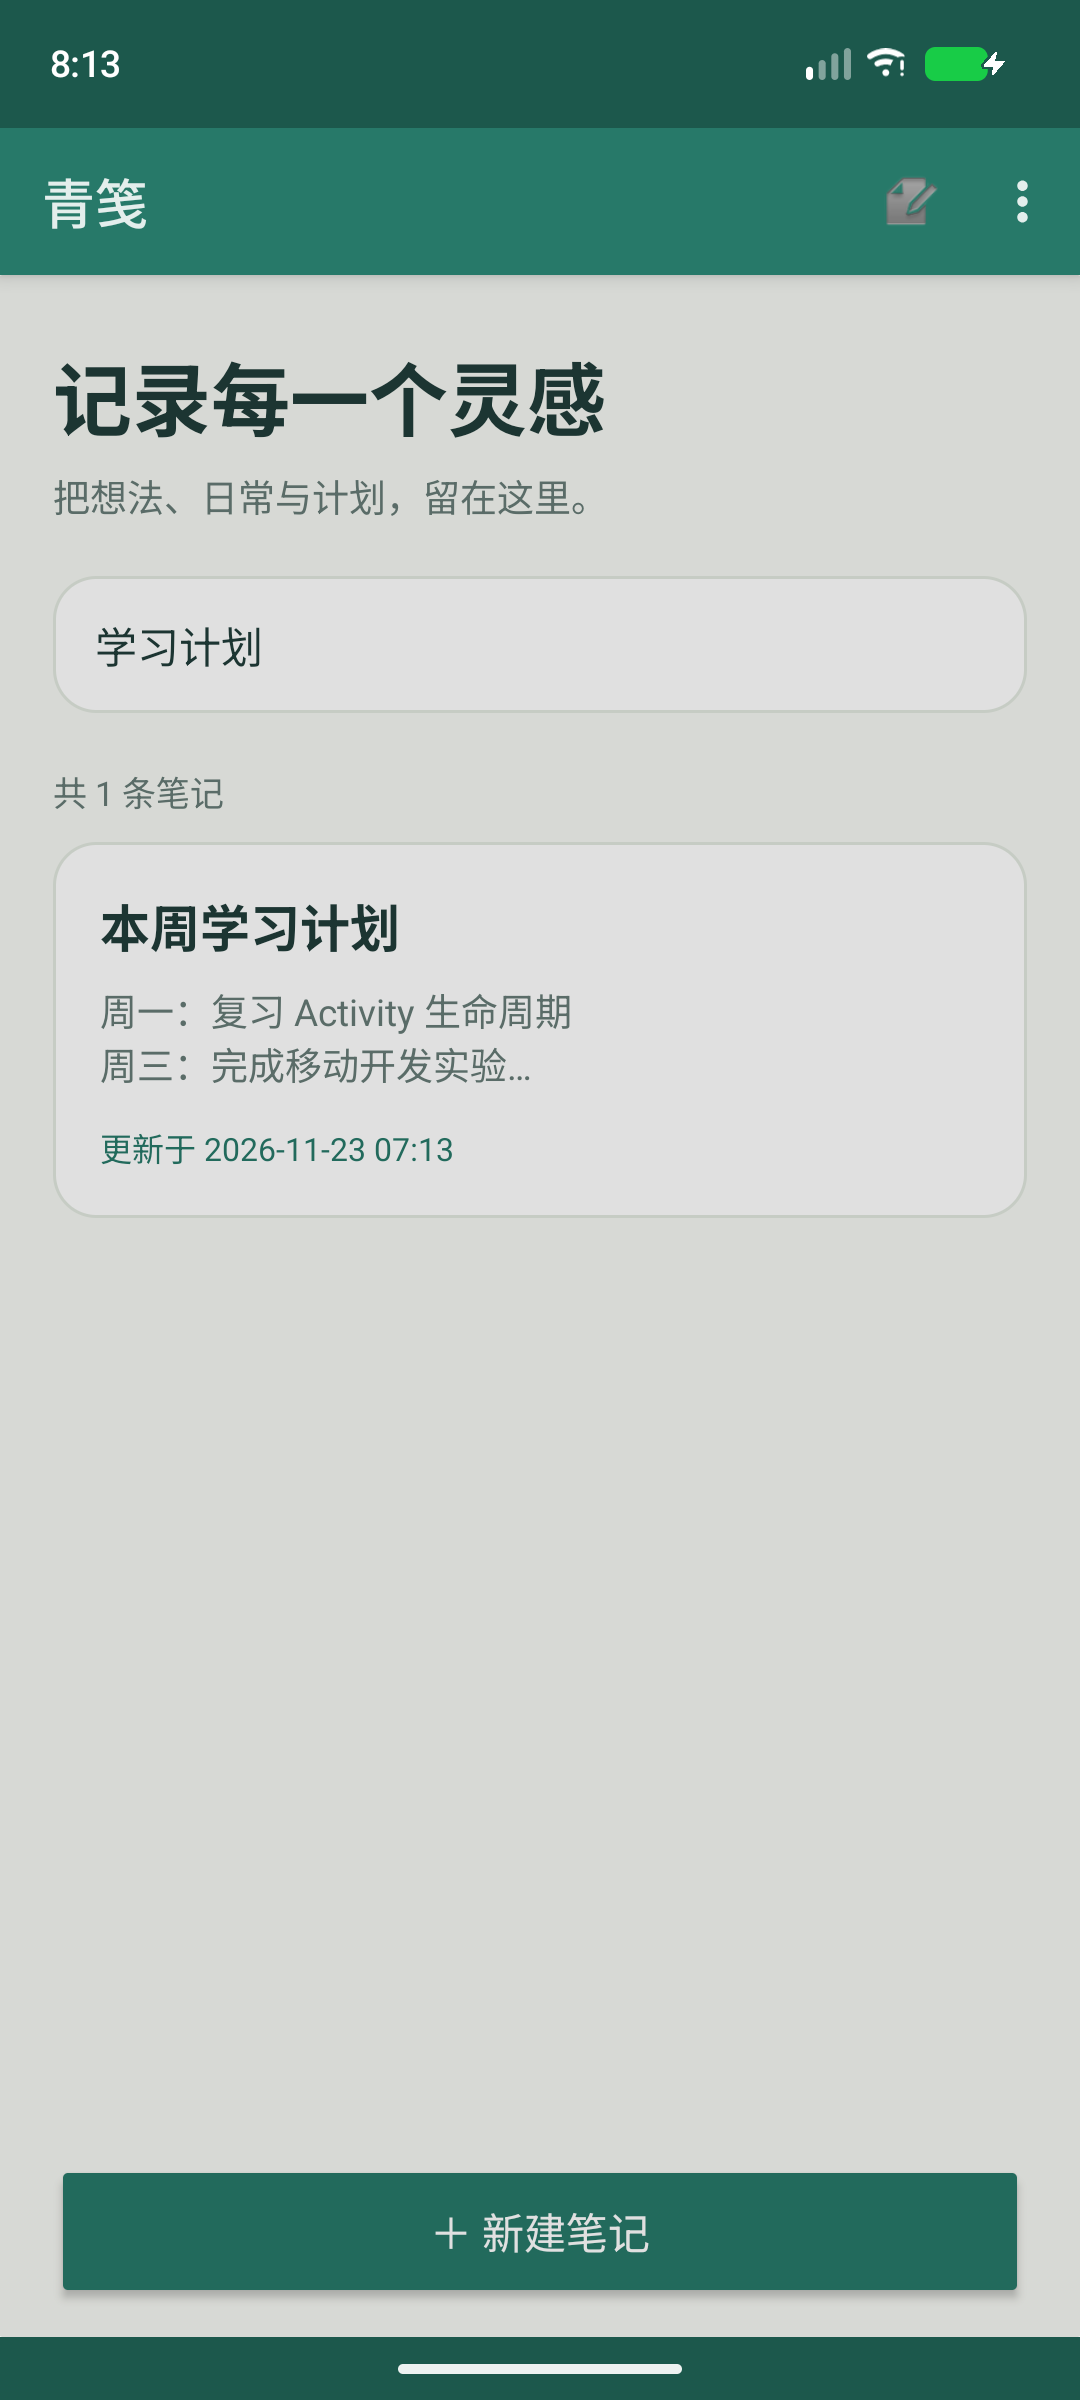 8:13
青笺
记录每一个灵感
把想法、日常与计划，留在这里。
学习计划
共 1 条笔记
本周学习计划
周一：复习 Activity 生命周期
周三：完成移动开发实验...
更新于 2026-11-23 07:13
＋ 新建笔记